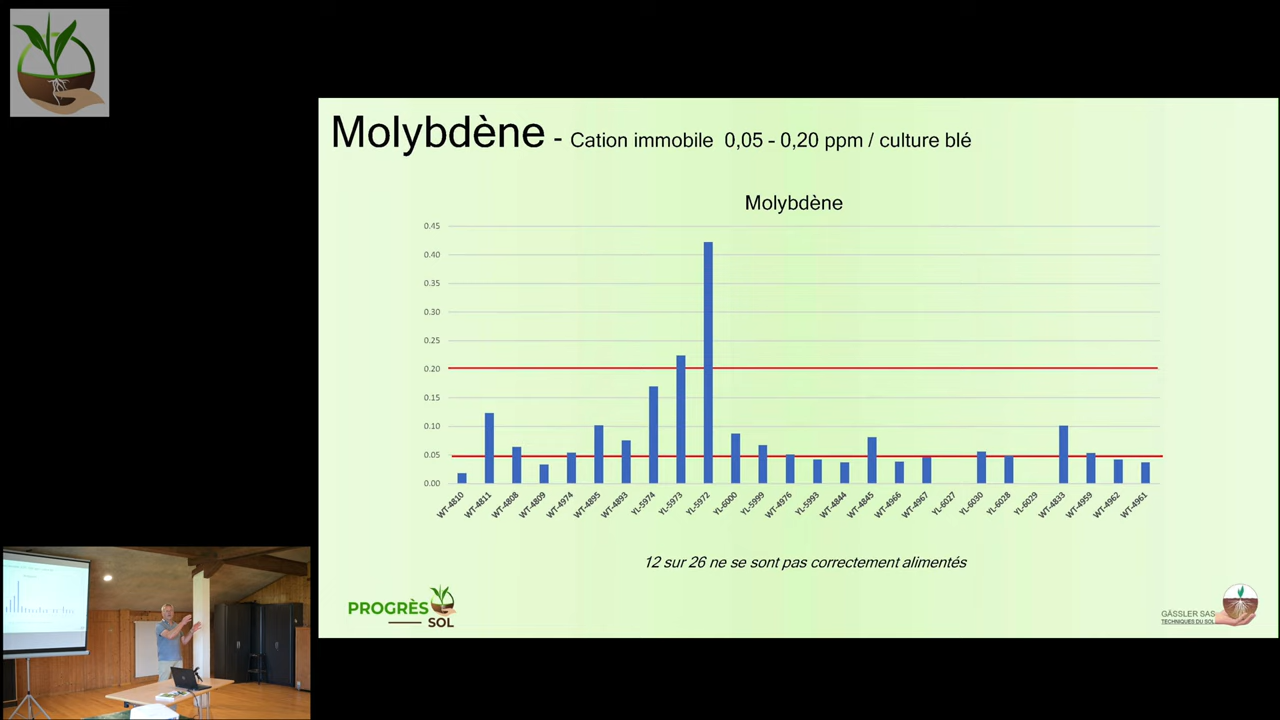 Molybdène - Cation immobile 0,05 - 0,20 ppm / culture blé
Molybdène
0.45
0.40
0.35
0.30
0.25
0.20
0.15
0.10
0.05
0.00
WT-4810 WT-4811 WT-4808 WT-4809 WT-4974 WT-4895 WT-4893 YL-5974 YL-5973 YL-5972 YL-6000 YL-5999 WT-4976 YL-5993 WT-4844 WT-4845 WT-4966 WT-4967 YL-6027 YL-6030 YL-6028 YL-6029 WT-4833 WT-4959 WT-4962 WT-4961
12 sur 26 ne se sont pas correctement alimentés
PROGRÈS
SOL
GÄSSLER SAS
TECHNIQUES DU SOL